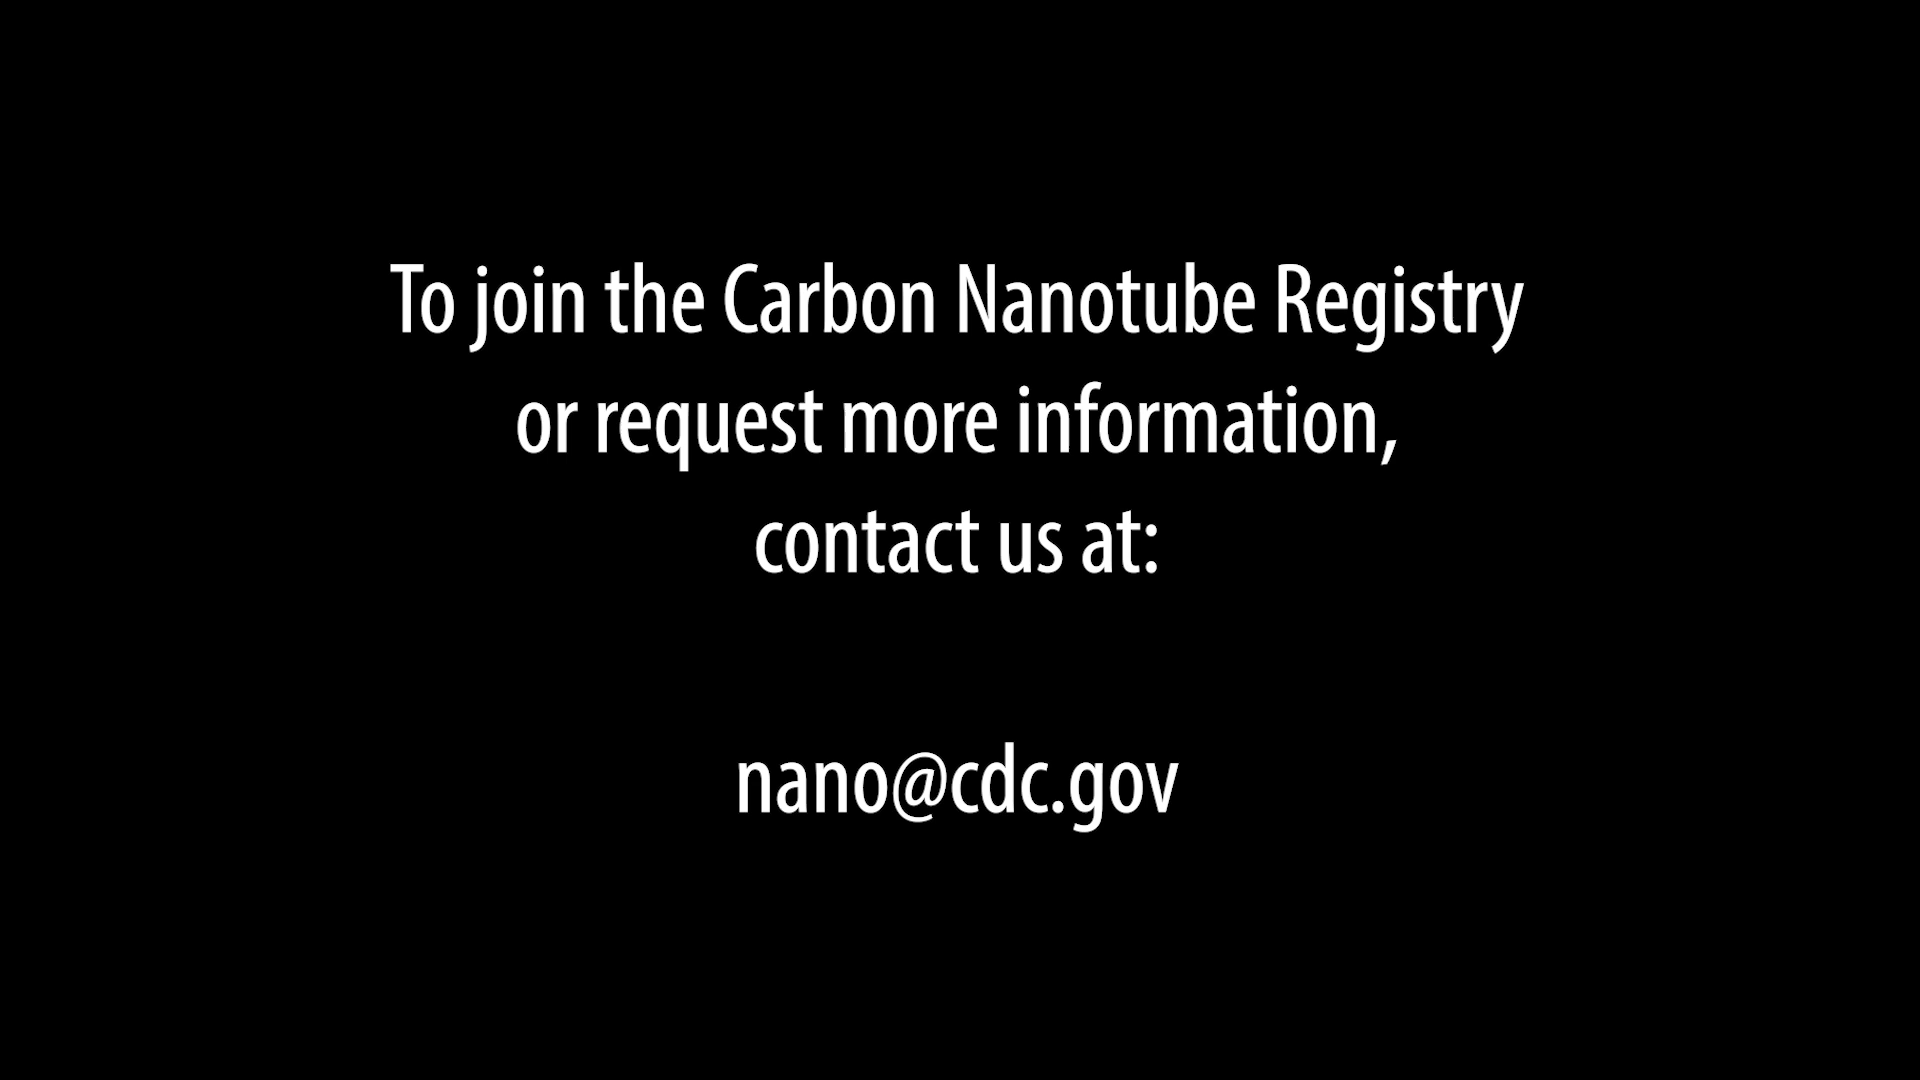 To join the Carbon Nanotube Registry
or request more information,
contact us at:
nano@cdc.gov